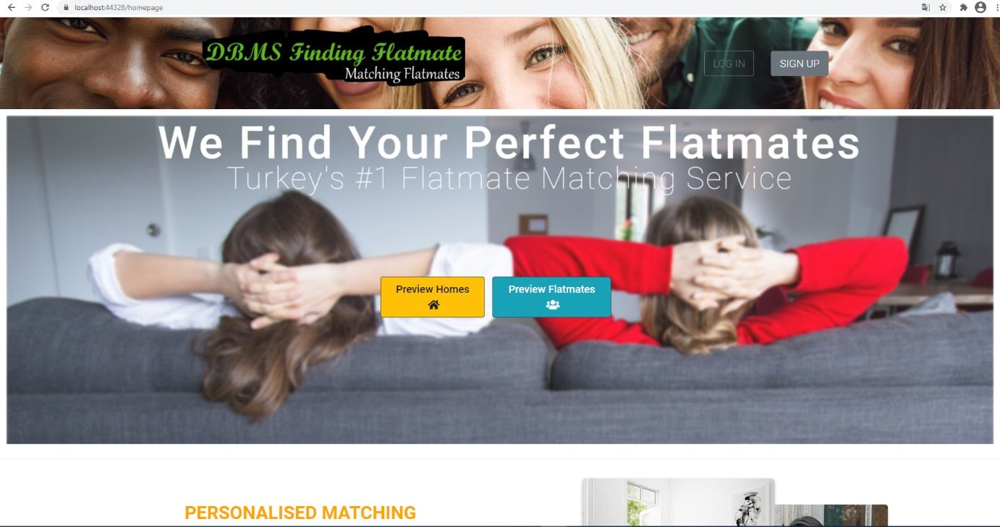 localhost:44328/homepage
DBMS Finding Flatmate
Matching Flatmates
LOG IN
SIGN UP
We Find Your Perfect Flatmates
Turkey's #1 Flatmate Matching Service
Preview Homes
Preview Flatmates
PERSONALISED MATCHING